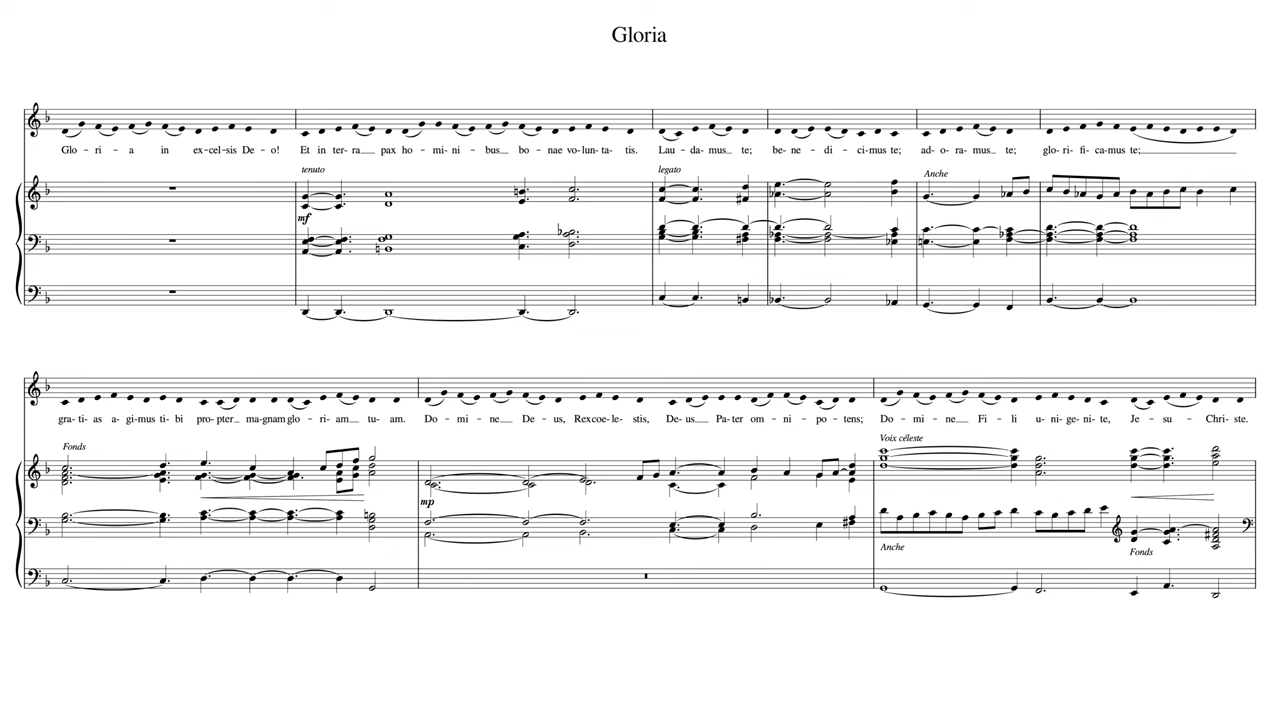 Gloria
Glo - ri - a in ex-cel-sis De-o! Et in ter-ra pax ho-mi-ni-bus bo-nae vo-lun-ta-tis. Lau-da-mus te; be-ne-di-ci-mus te; ad-o-ra-mus te; glo-ri-fi-ca-mus te;
tenuto legato Anche
mf
gra-ti-as a-gi-mus ti-bi pro-pter ma-gnam glo-ri-am tu-am. Do-mi-ne De-us, Rex coe-le-stis, De-us Pa-ter om-ni-po-tens; Do-mi-ne Fi-li u-ni-ge-ni-te, Je-su-Chri-ste.
Fonds Voix céleste
mp
Anche Fonds